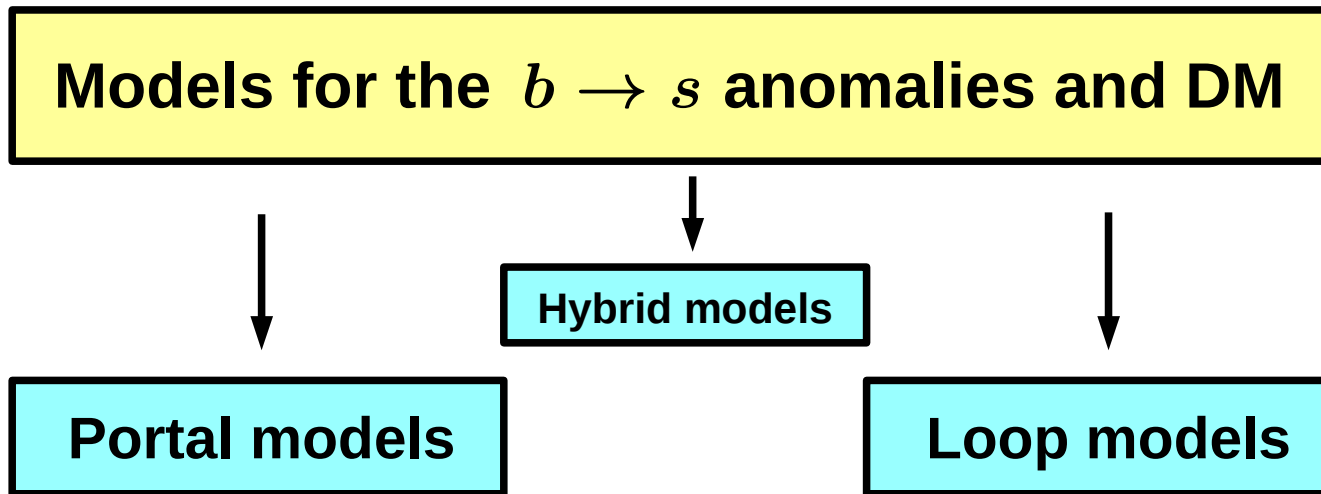 Models for the b → s anomalies and DM
Hybrid models
Portal models
Loop models